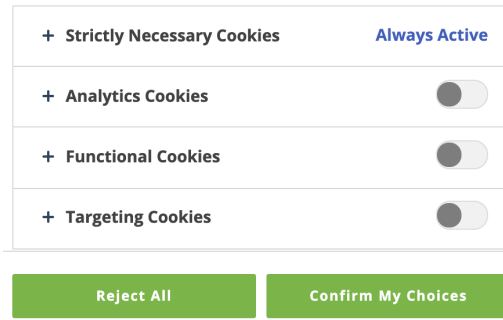 + Strictly Necessary Cookies Always Active
+ Analytics Cookies
+ Functional Cookies
+ Targeting Cookies
Reject All Confirm My Choices